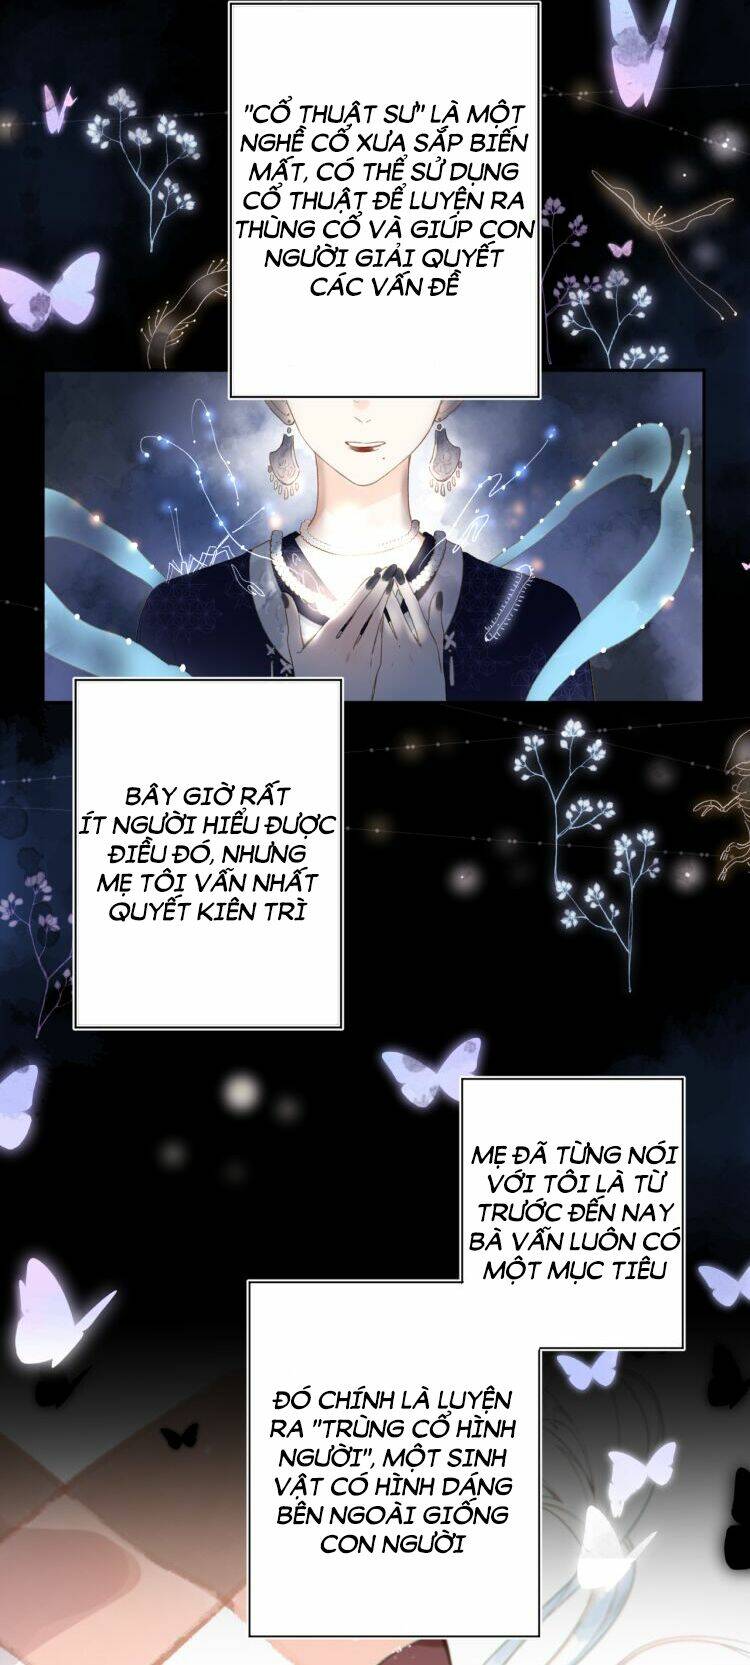 "CỔ THUẬT SƯ" LÀ MỘT
NGHỀ CỔ XƯA SẮP BIẾN
MẤT, CÓ THỂ SỬ DỤNG
CỔ THUẬT ĐỂ LUYỆN RA
THÙNG CỔ VÀ GIÚP CON
NGƯỜI GIẢI QUYẾT
CÁC VẤN ĐỀ
BÂY GIỜ RẤT
ÍT NGƯỜI HIỂU ĐƯỢC
ĐIỀU ĐÓ, NHƯNG
MẸ TÔI VẪN NHẤT
QUYẾT KIÊN TRÌ
MẸ ĐÃ TỪNG NÓI
VỚI TÔI LÀ TỪ
TRƯỚC ĐẾN NAY
BÀ VẪN LUÔN CÓ
MỘT MỤC TIÊU
ĐÓ CHÍNH LÀ LUYỆN
RA "TRÙNG CỔ HÌNH
NGƯỜI", MỘT SINH
VẬT CÓ HÌNH DÁNG
BÊN NGOÀI GIỐNG
CON NGƯỜI